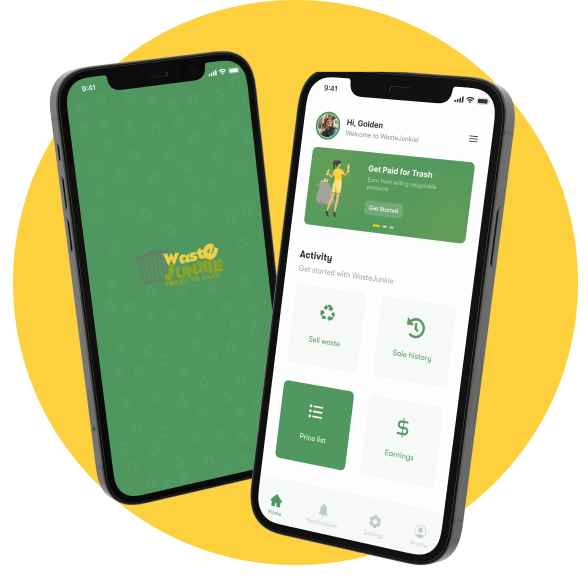 9:41
Waste
JUNKIE
TRASH TO CASH
9:41
Hi, Golden
Welcome to WasteJunkie!
Get Paid for Trash
Earn from selling recyclable
products
Get Started
Activity
Get started with WasteJunkie
Sell waste
Sale history
Price list
Earnings
Home
Notifications
Settings
Profile